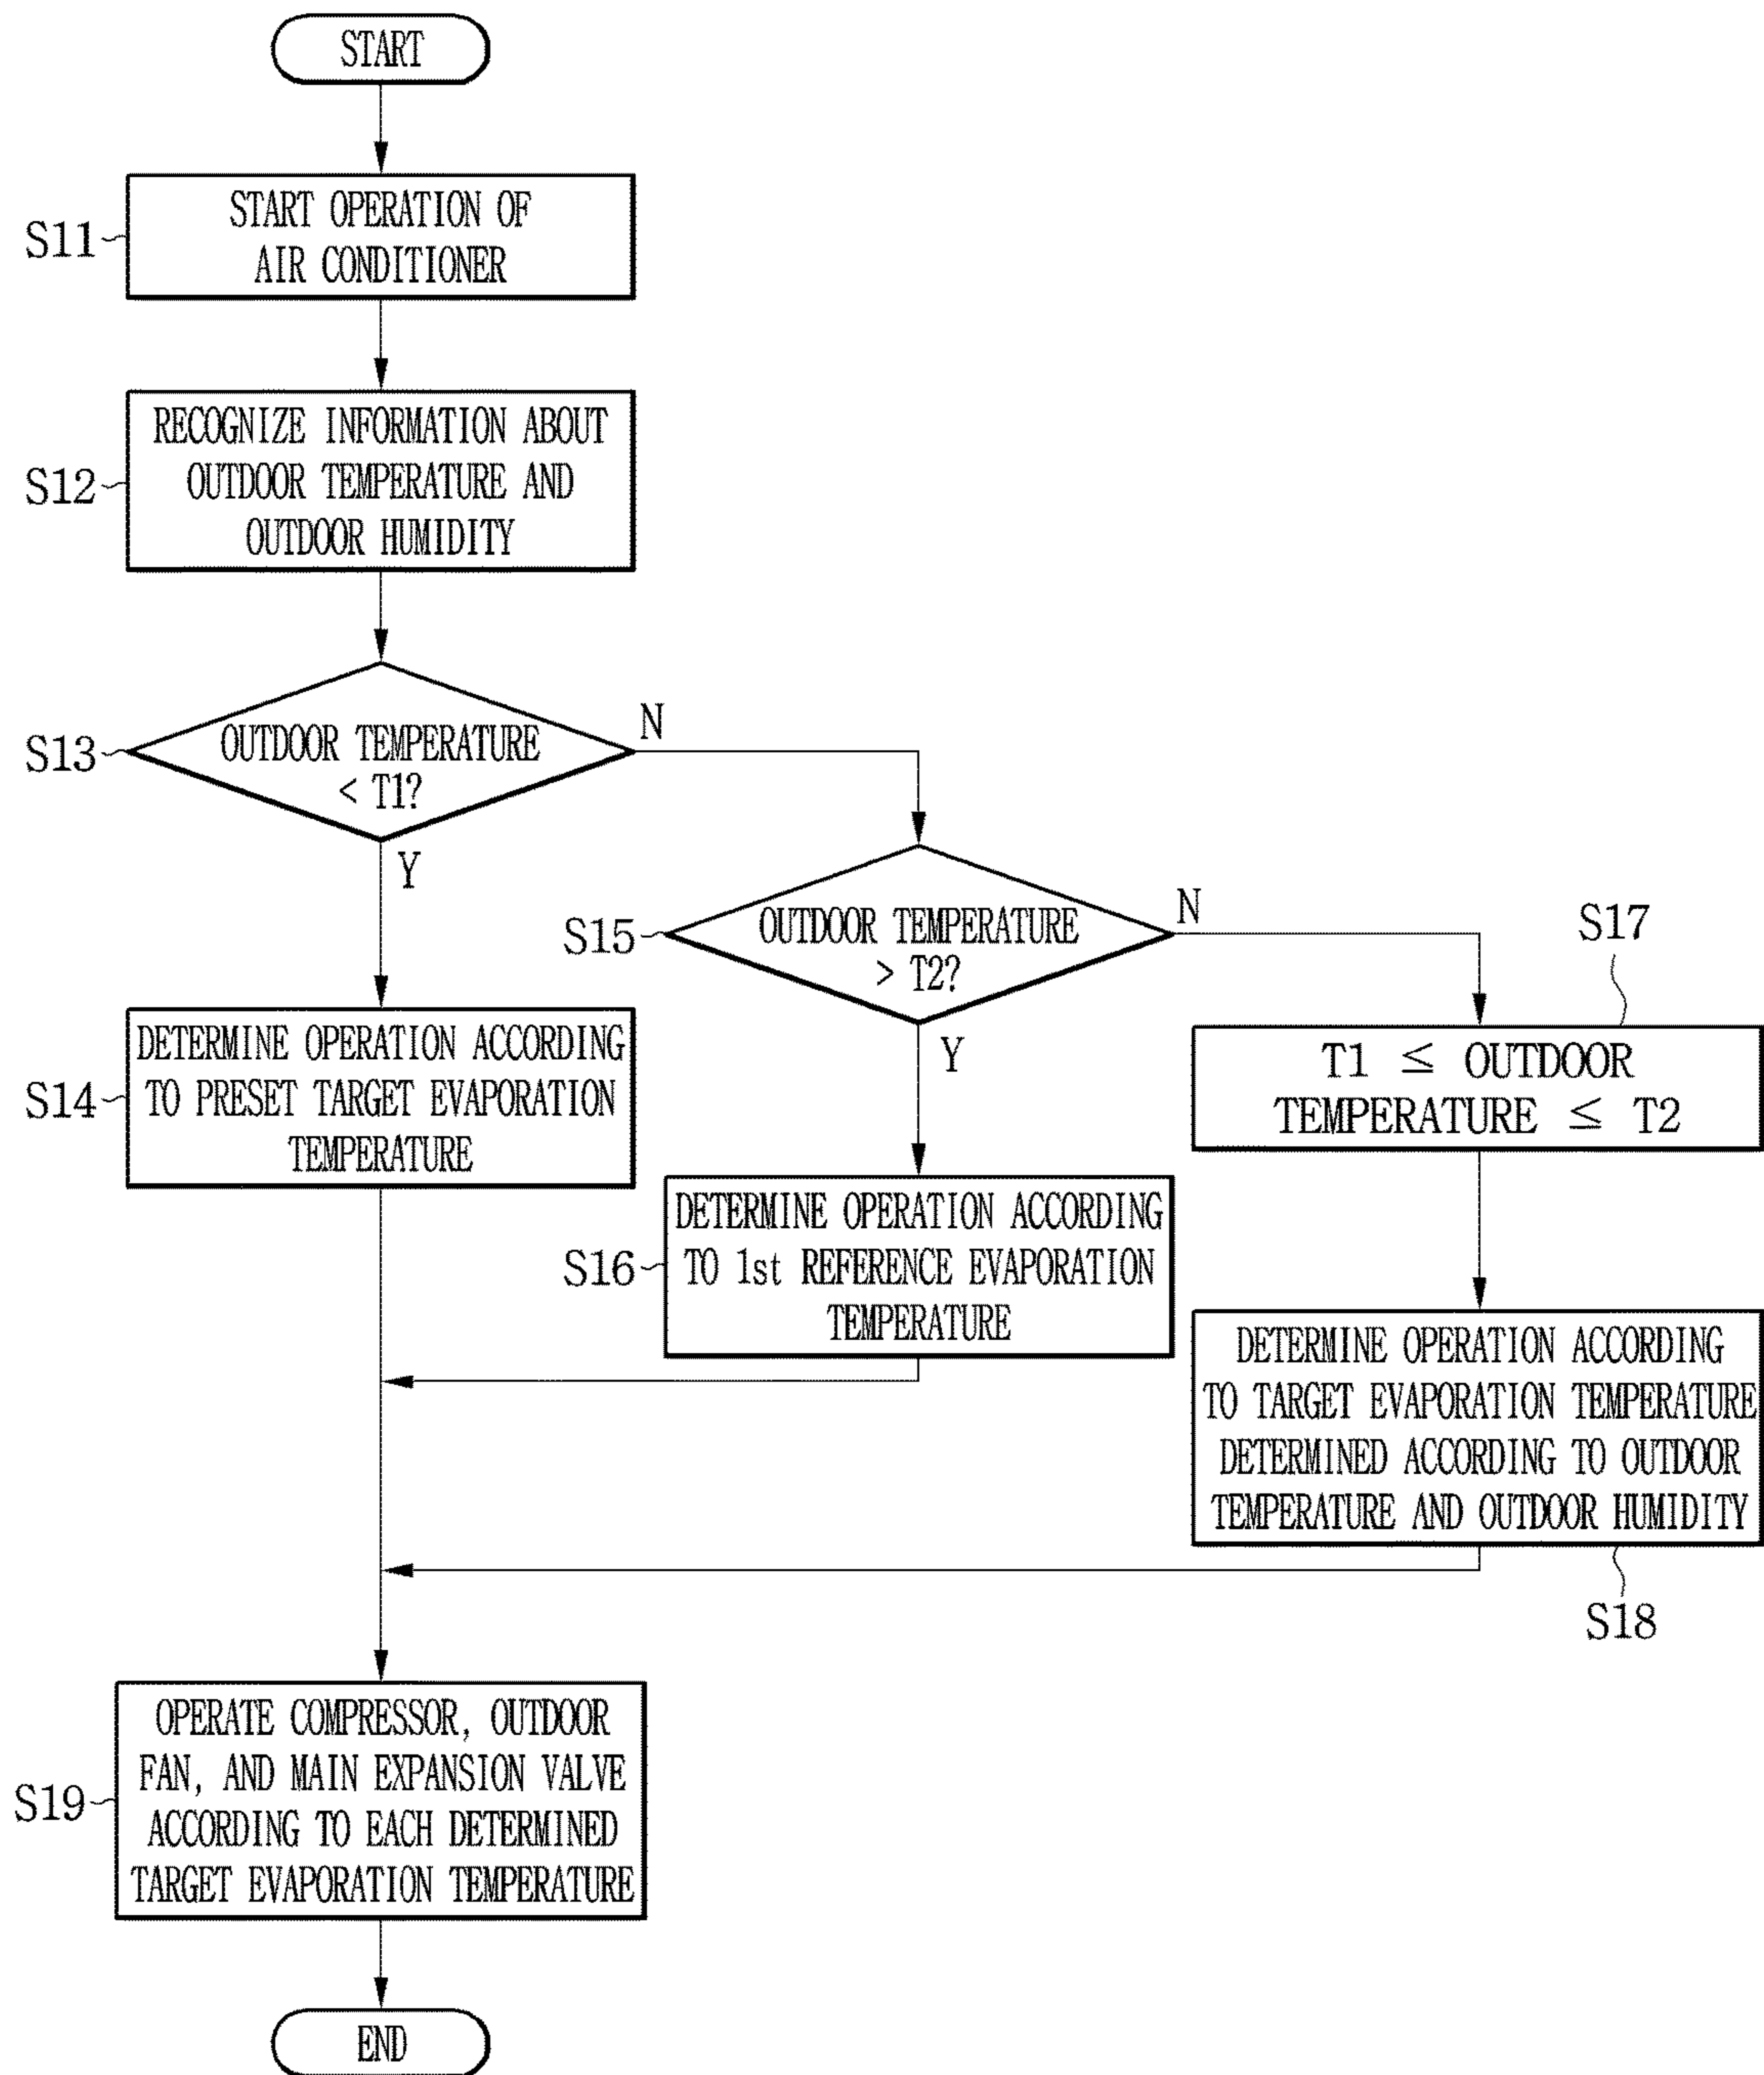 START
S11
START OPERATION OF
AIR CONDITIONER
S12
RECOGNIZE INFORMATION ABOUT
OUTDOOR TEMPERATURE AND
OUTDOOR HUMIDITY
S13
OUTDOOR TEMPERATURE
< T1?
N
Y
S15
OUTDOOR TEMPERATURE
> T2?
N
Y
S14
DETERMINE OPERATION ACCORDING
TO PRESET TARGET EVAPORATION
TEMPERATURE
S16
DETERMINE OPERATION ACCORDING
TO 1st REFERENCE EVAPORATION
TEMPERATURE
S17
T1 ≤ OUTDOOR
TEMPERATURE ≤ T2
DETERMINE OPERATION ACCORDING
TO TARGET EVAPORATION TEMPERATURE
DETERMINED ACCORDING TO OUTDOOR
TEMPERATURE AND OUTDOOR HUMIDITY
S18
S19
OPERATE COMPRESSOR, OUTDOOR
FAN, AND MAIN EXPANSION VALVE
ACCORDING TO EACH DETERMINED
TARGET EVAPORATION TEMPERATURE
END